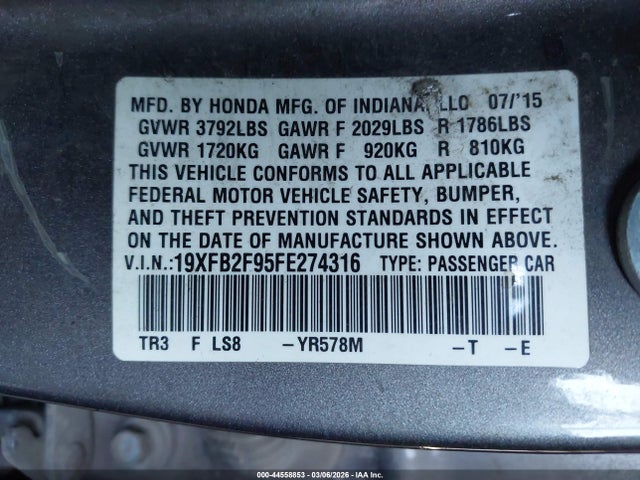 MFD. BY HONDA MFG. OF INDIANA, LLC 07/'15
GVWR 3792LBS GAWR F 2029LBS R 1786LBS
GVWR 1720KG GAWR F 920KG R 810KG
THIS VEHICLE CONFORMS TO ALL APPLICABLE
FEDERAL MOTOR VEHICLE SAFETY, BUMPER,
AND THEFT PREVENTION STANDARDS IN EFFECT
ON THE DATE OF MANUFACTURE SHOWN ABOVE.
V.I.N.:19XFB2F95FE274316 TYPE: PASSENGER CAR
TR3 F LS8 -YR578M -T -E
000-44558853 | 03/06/2026 | IAA Inc.